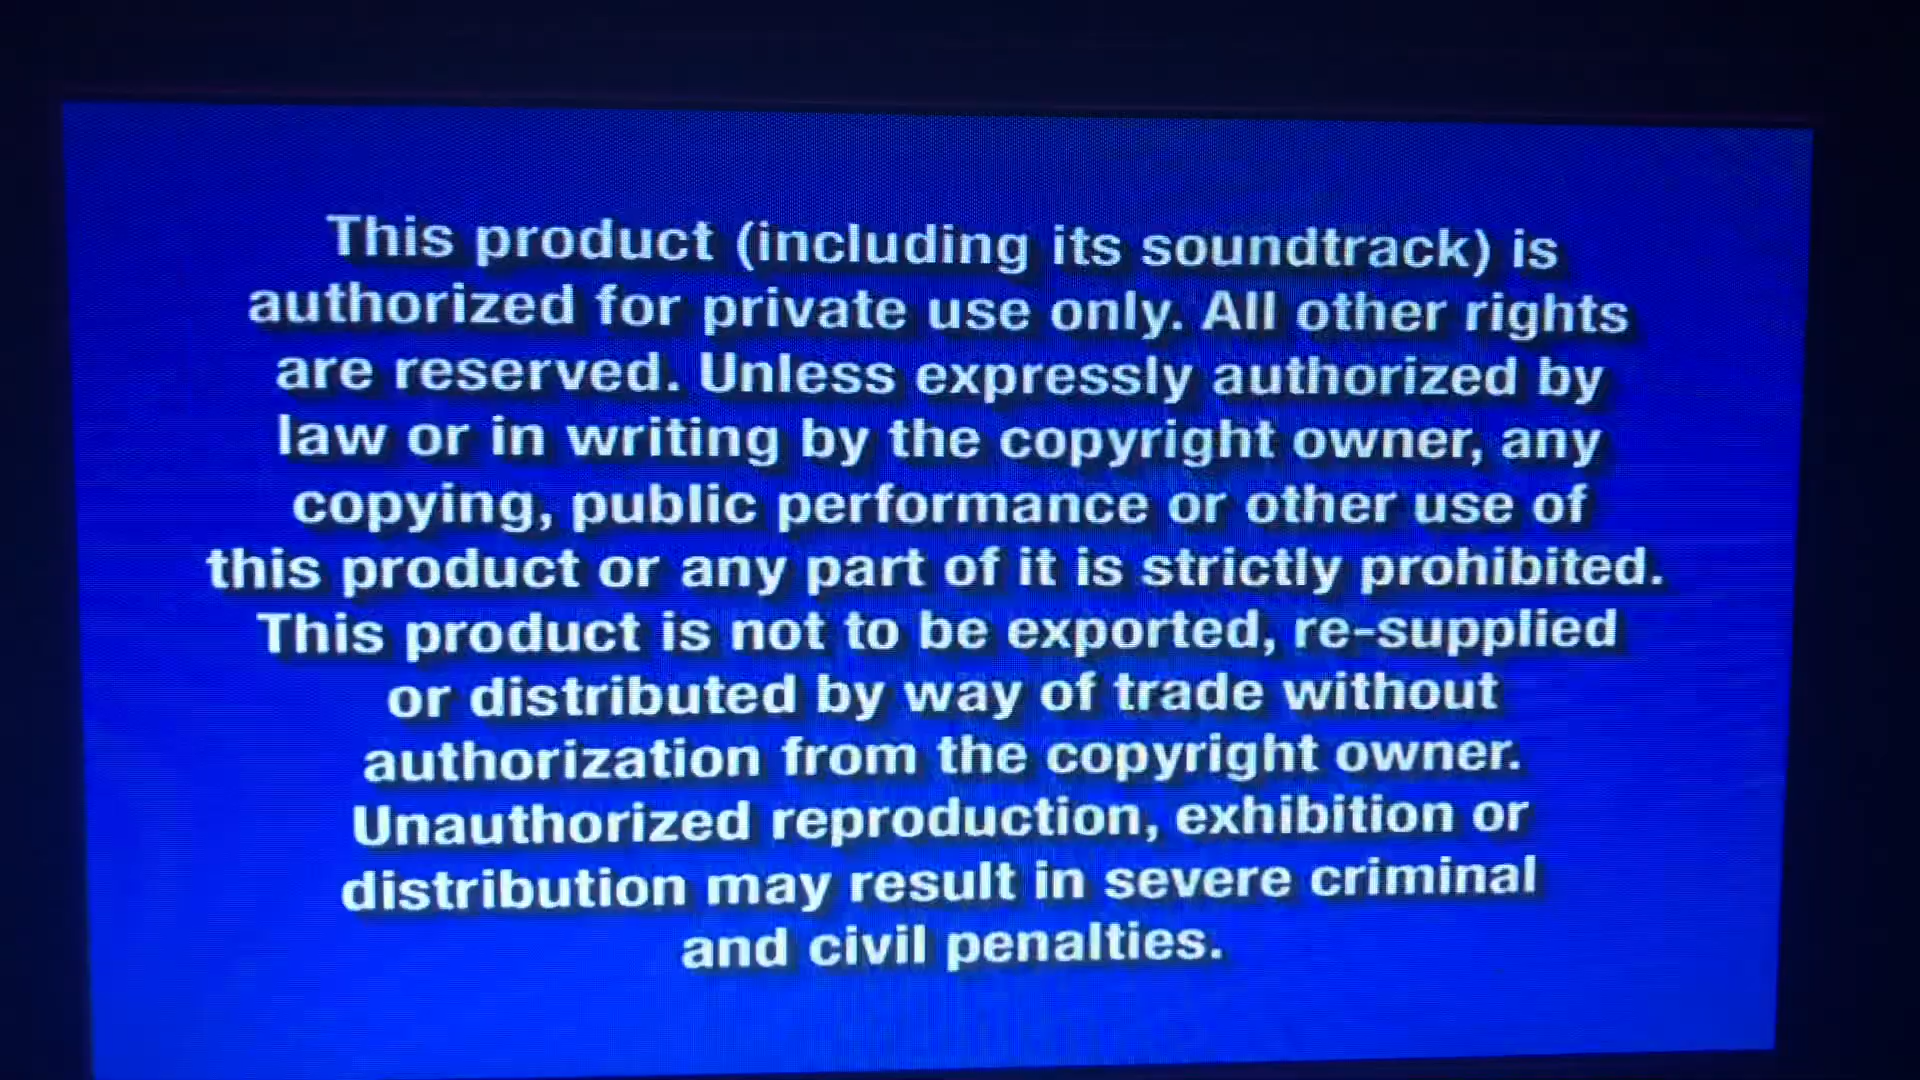 This product (including its soundtrack) is
authorized for private use only. All other rights
are reserved. Unless expressly authorized by
law or in writing by the copyright owner, any
copying, public performance or other use of
this product or any part of it is strictly prohibited.
This product is not to be exported, re-supplied
or distributed by way of trade without
authorization from the copyright owner.
Unauthorized reproduction, exhibition or
distribution may result in severe criminal
and civil penalties.